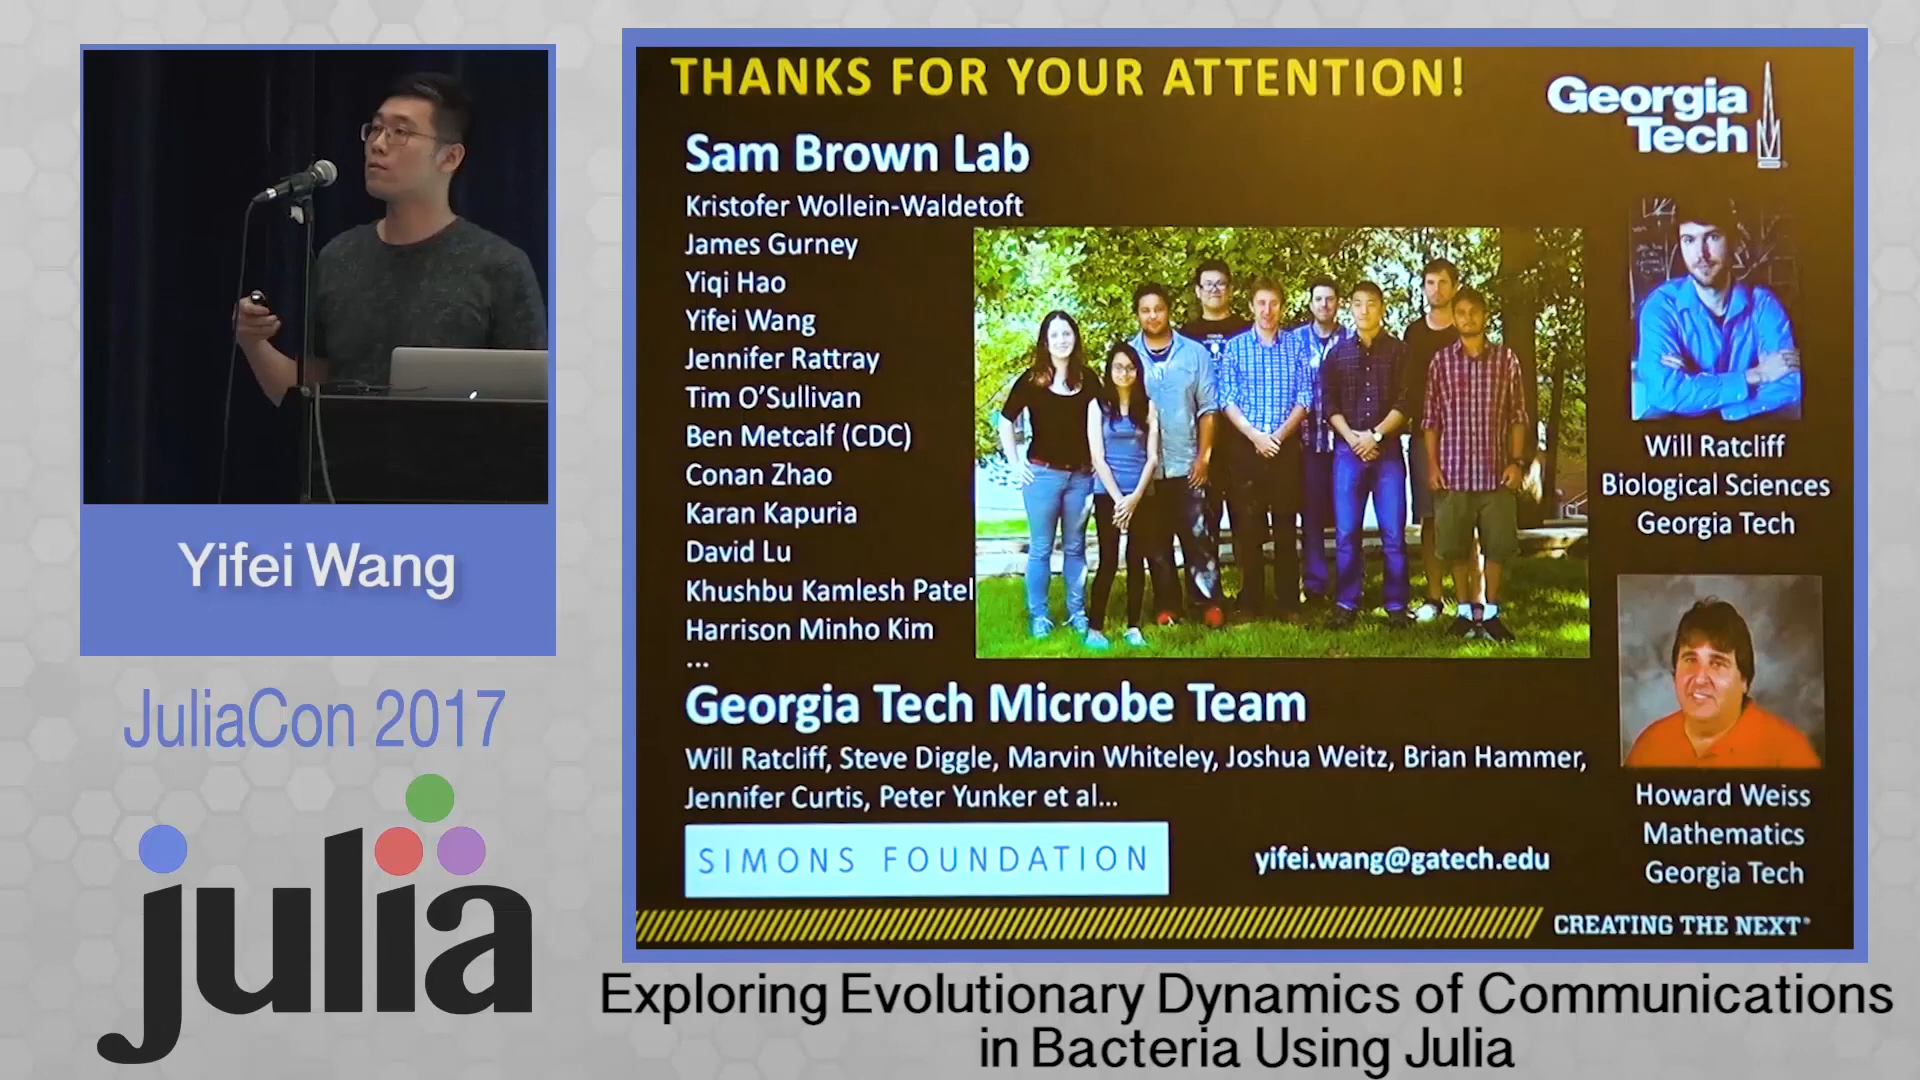 Yifei Wang
JuliaCon 2017
julia
THANKS FOR YOUR ATTENTION!
Georgia
Tech
Sam Brown Lab
Kristofer Wollein-Waldetoft
James Gurney
Yiqi Hao
Yifei Wang
Jennifer Rattray
Tim O'Sullivan
Ben Metcalf (CDC)
Conan Zhao
Karan Kapuria
David Lu
Khushbu Kamlesh Patel
Harrison Minho Kim
...
Will Ratcliff
Biological Sciences
Georgia Tech
Georgia Tech Microbe Team
Will Ratcliff, Steve Diggle, Marvin Whiteley, Joshua Weitz, Brian Hammer,
Jennifer Curtis, Peter Yunker et al...
SIMONS FOUNDATION
yifei.wang@gatech.edu
Howard Weiss
Mathematics
Georgia Tech
CREATING THE NEXT®
Exploring Evolutionary Dynamics of Communications
in Bacteria Using Julia